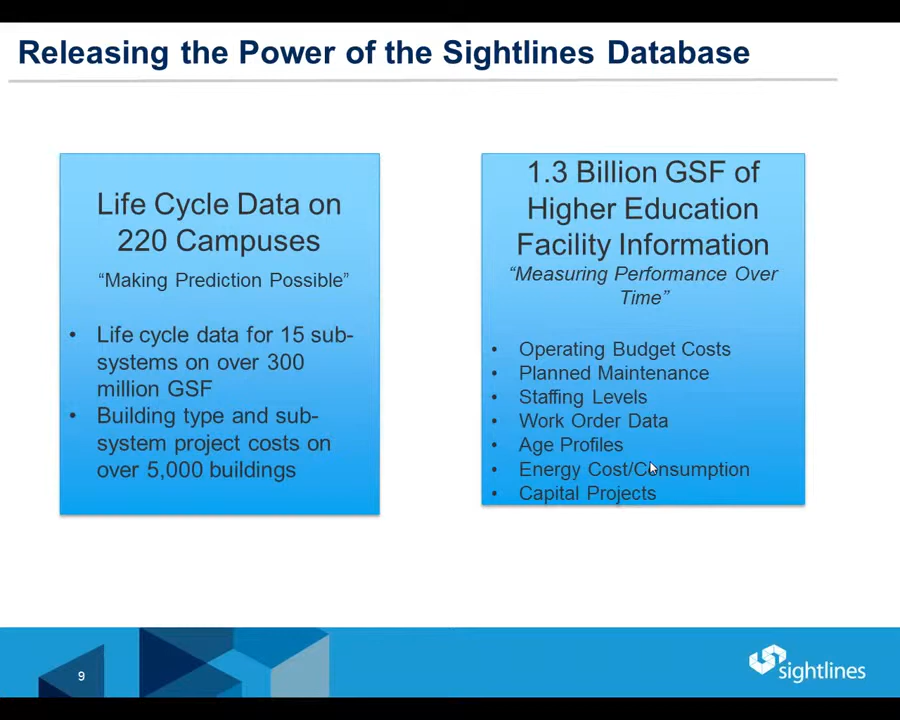 Releasing the Power of the Sightlines Database
Life Cycle Data on
220 Campuses
“Making Prediction Possible”
• Life cycle data for 15 sub-
systems on over 300
million GSF
• Building type and sub-
system project costs on
over 5,000 buildings
1.3 Billion GSF of
Higher Education
Facility Information
“Measuring Performance Over
Time”
• Operating Budget Costs
• Planned Maintenance
• Staffing Levels
• Work Order Data
• Age Profiles
• Energy Cost/Consumption
• Capital Projects
9
sightlines